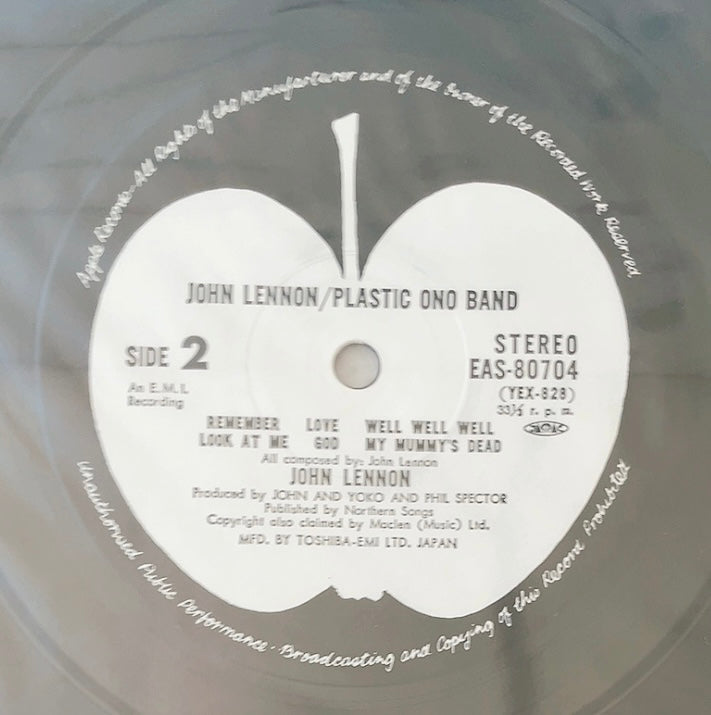 Apple Records-All Rights of the Manufacturer and of the Owner of the Recorded Work Reserved
JOHN LENNON/PLASTIC ONO BAND
SIDE 2
STEREO
EAS-80704
(YEX-828)
33⅓ r. p. m.
An E.M.I.
Recording
REMEMBER LOVE WELL WELL WELL
LOOK AT ME GOD MY MUMMY'S DEAD
All composed by: John Lennon
JOHN LENNON
Produced by JOHN AND YOKO AND PHIL SPECTOR
Published by Northern Songs
Copyright also claimed by Maclen (Music) Ltd.
MFD. BY TOSHIBA-EMI LTD. JAPAN
Unauthorised Public Performance·Broadcasting and Copying of this Record Prohibited